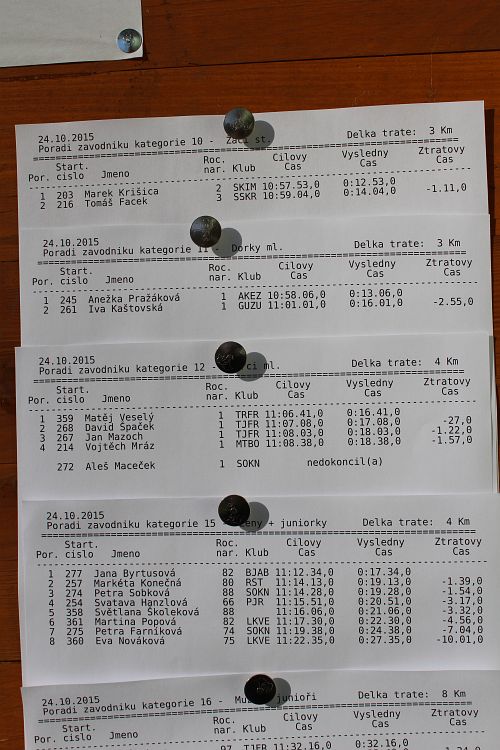 24.10.2015 Delka trate: 3 Km
Poradi zavodniku kategorie 10 - Žáci st.
Start. Roc. Cilovy Vysledny Ztratovy
Por. cislo Jmeno nar. Klub Cas Cas Cas
1 203 Marek Krišica 2 SKIM 10:57.53,0 0:12.53,0
2 216 Tomáš Facek 3 SSKR 10:59.04,0 0:14.04,0 -1.11,0
24.10.2015
Poradi zavodniku kategorie 11 - Dorky ml. Delka trate: 3 Km
Start. Roc. Cilovy Vysledny Ztratovy
Por. cislo Jmeno nar. Klub Cas Cas Cas
1 245 Anežka Pražáková 1 AKEZ 10:58.06,0 0:13.06,0
2 261 Iva Kaštovská 1 GUZU 11:01.01,0 0:16.01,0 -2.55,0
24.10.2015
Poradi zavodniku kategorie 12 - ml. Delka trate: 4 Km
Start. Roc. Cilovy Vysledny Ztratovy
Por. cislo Jmeno nar. Klub Cas Cas Cas
1 359 Matěj Veselý 1 TRFR 11:06.41,0 0:16.41,0
2 268 David Špaček 1 TJFR 11:07.08,0 0:17.08,0 -27,0
3 267 Jan Mazoch 1 TJFR 11:08.03,0 0:18.03,0 -1.22,0
4 214 Vojtěch Mráz 1 MTBO 11:08.38,0 0:18.38,0 -1.57,0
272 Aleš Maceček 1 SOKN nedokoncil(a)
24.10.2015
Poradi zavodniku kategorie 15 - Ženy + juniorky Delka trate: 4 Km
Start. Roc. Cilovy Vysledny Ztratovy
Por. cislo Jmeno nar. Klub Cas Cas Cas
1 277 Jana Byrtusová 82 BJAB 11:12.34,0 0:17.34,0
2 257 Markéta Konečná 80 RST 11:14.13,0 0:19.13,0 -1.39,0
3 274 Petra Sobková 88 SOKN 11:14.28,0 0:19.28,0 -1.54,0
4 254 Svatava Hanzlová 66 PJR 11:15.51,0 0:20.51,0 -3.17,0
5 358 Světlana Školeková 88 11:16.06,0 0:21.06,0 -3.32,0
6 361 Martina Popová 82 LKVE 11:17.30,0 0:22.30,0 -4.56,0
7 275 Petra Farníková 74 SOKN 11:19.38,0 0:24.38,0 -7.04,0
8 360 Eva Nováková 75 LKVE 11:22.35,0 0:27.35,0 -10.01,0
24.10.2015
Poradi zavodniku kategorie 16 - junioři Delka trate: 8 Km
Start. Roc. Cilovy Vysledny Ztratovy
Por. cislo Jmeno nar. Klub Cas Cas Cas
97 TJFR 11:32.16,0 0:32.16,0